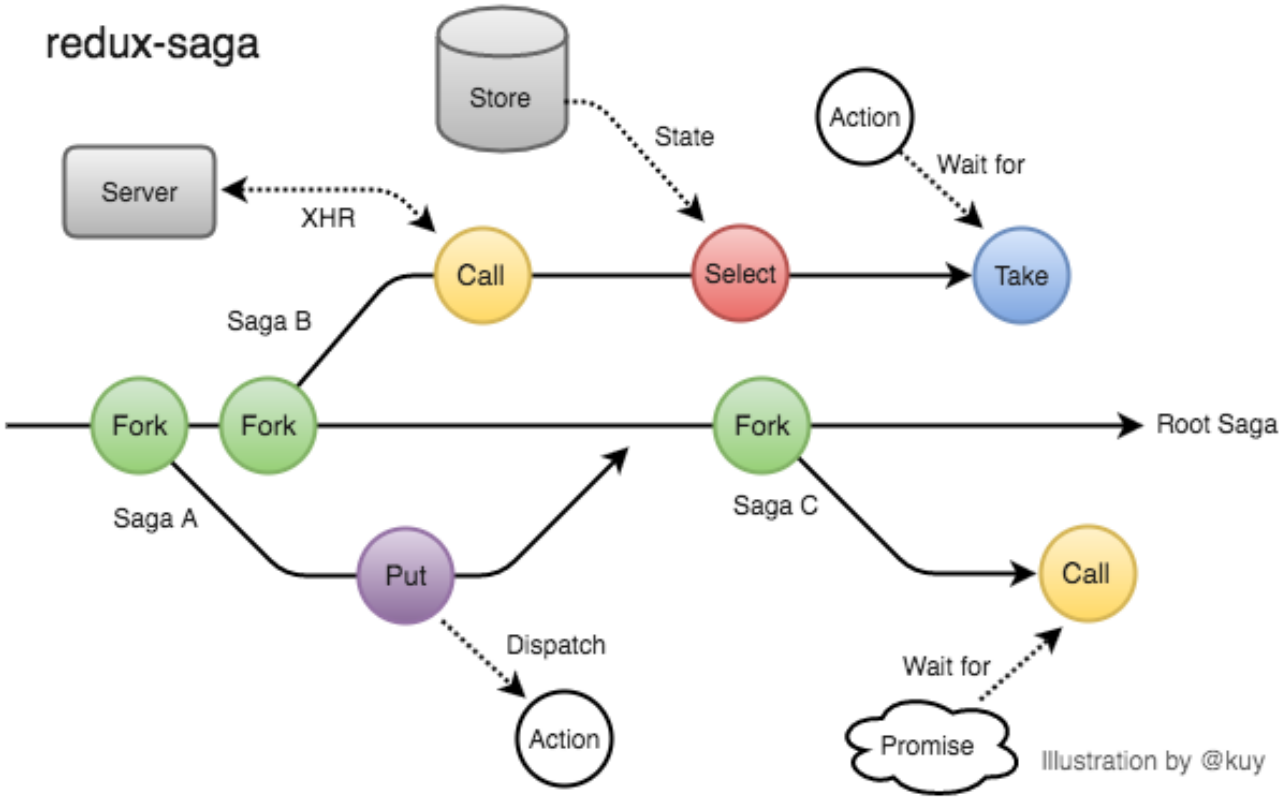 redux-saga
Store
Action
State
Wait for
Server
XHR
Call
Select
Take
Saga B
Fork
Fork
Fork
Root Saga
Saga A
Saga C
Put
Call
Dispatch
Wait for
Action
Promise
Illustration by @kuy